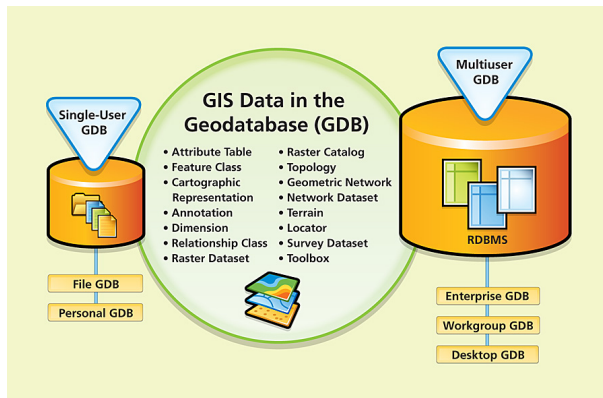 Single-User
GDB
File GDB
Personal GDB
GIS Data in the
Geodatabase (GDB)
• Attribute Table
• Feature Class
• Cartographic
Representation
• Annotation
• Dimension
• Relationship Class
• Raster Dataset
• Raster Catalog
• Topology
• Geometric Network
• Network Dataset
• Terrain
• Locator
• Survey Dataset
• Toolbox
Multiuser
GDB
RDBMS
Enterprise GDB
Workgroup GDB
Desktop GDB